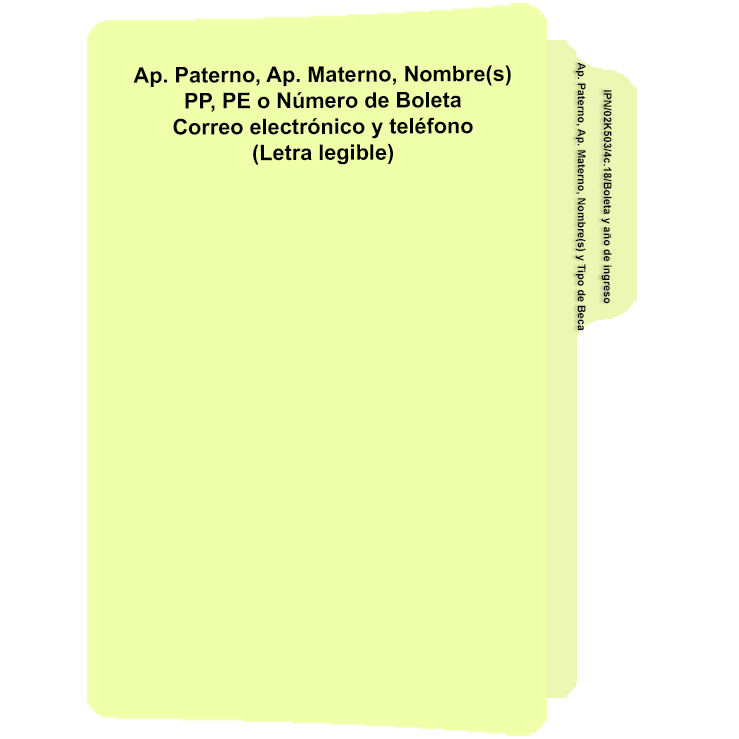 Ap. Paterno, Ap. Materno, Nombre(s)
PP, PE o Número de Boleta
Correo electrónico y teléfono
(Letra legible)
IPN/02K503/4c.18/Boleta y año de ingreso
Ap. Paterno, Ap. Materno, Nombre(s) y Tipo de Beca